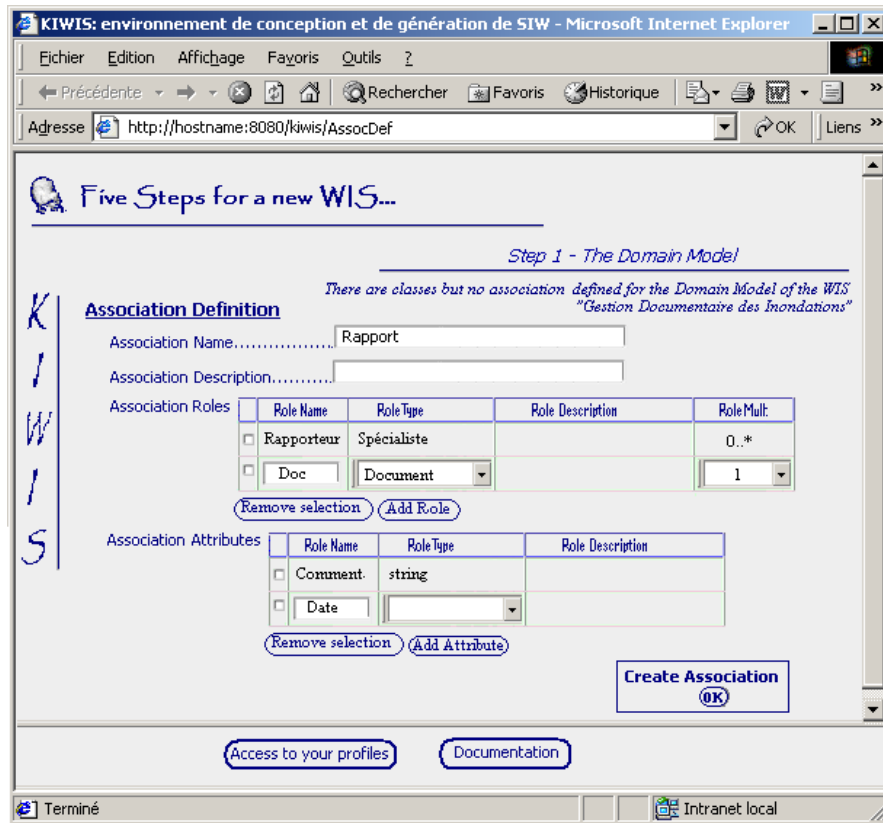 KIWIS: environnement de conception et de génération de SIW - Microsoft Internet Explorer
Fichier Edition Affichage Favoris Outils ?
Précédente Rechercher Favoris Historique »
Adresse http://hostname:8080/kiwis/AssocDef OK Liens »
Five Steps for a new WIS...
Step 1 - The Domain Model
There are classes but no association defined for the Domain Model of the WIS
"Gestion Documentaire des Inondations"
K I W I S
Association Definition
Association Name.................. Rapport
Association Description...........
Association Roles Role Name Role Type Role Description Role Mult.
Rapporteur Spécialiste 0..*
Doc Document 1
Remove selection Add Role
Association Attributes Role Name Role Type Role Description
Comment. string
Date
Remove selection Add Attribute
Create Association
OK
Access to your profiles Documentation
Terminé Intranet local